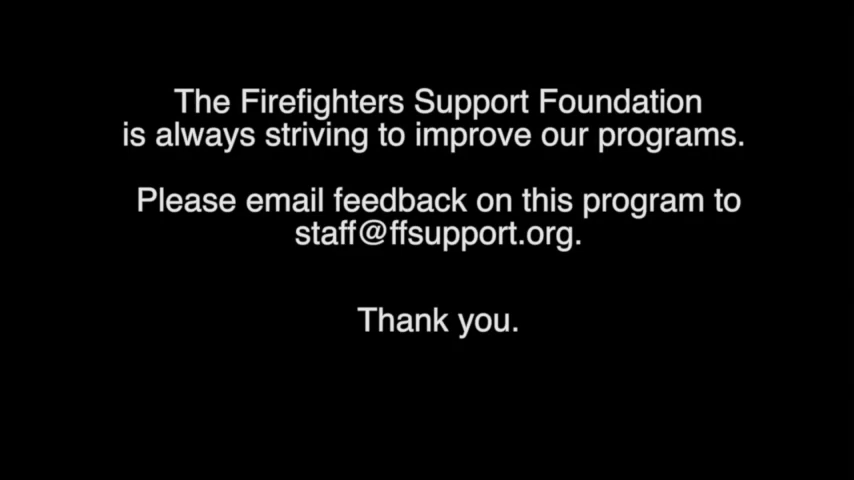 The Firefighters Support Foundation
is always striving to improve our programs.
Please email feedback on this program to
staff@ffsupport.org.
Thank you.